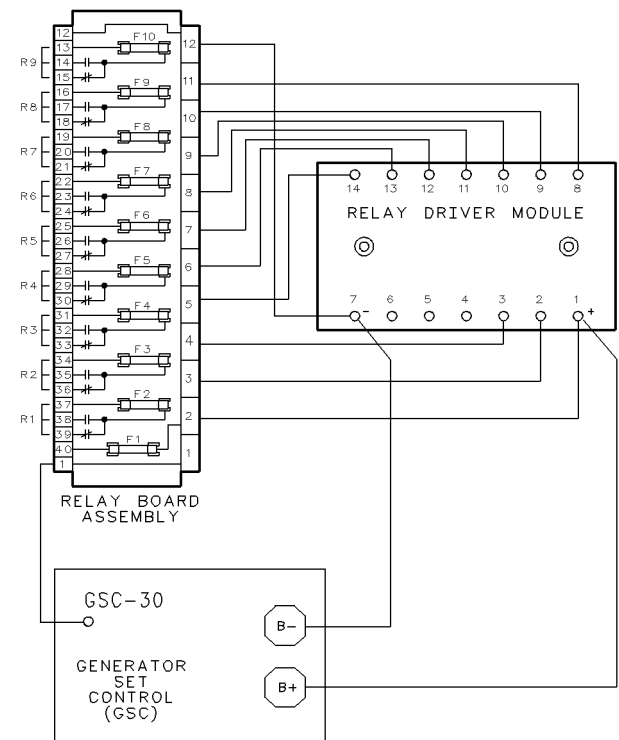 12
13
14
15
16
17
18
19
20
21
22
23
24
25
26
27
28
29
30
31
32
33
34
35
36
37
38
39
40
1
R9
R8
R7
R6
R5
R4
R3
R2
R1
F10
F9
F8
F7
F6
F5
F4
F3
F2
F1
12
11
10
9
8
7
6
5
4
3
2
1
RELAY BOARD
ASSEMBLY
14 13 12 11 10 9 8
RELAY DRIVER MODULE
7 - 6 5 4 3 2 1 +
GSC-30
B-
B+
GENERATOR
SET
CONTROL
(GSC)